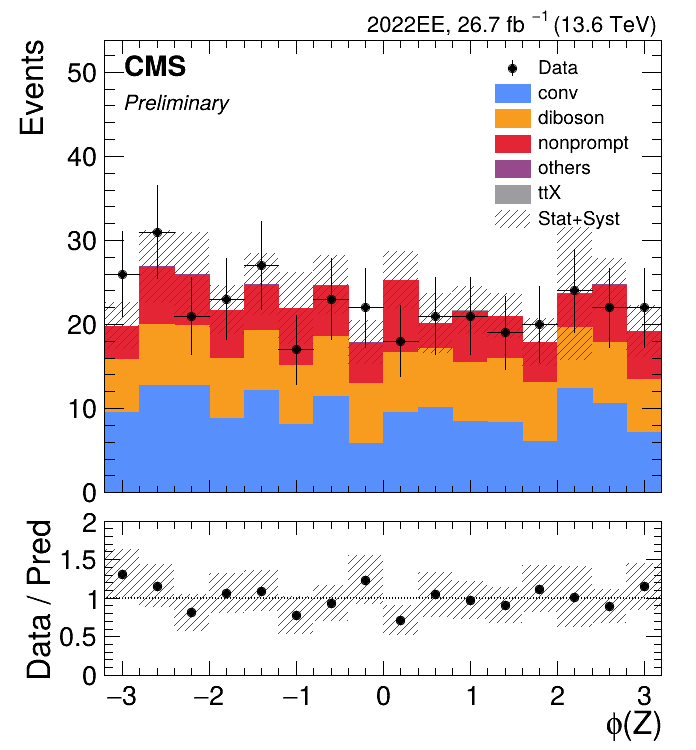 2022EE, 26.7 fb⁻¹ (13.6 TeV)
CMS
Preliminary
Events
50
40
30
20
10
0
Data
conv
diboson
nonprompt
others
ttX
Stat+Syst
Data / Pred
2
1.5
1
0.5
0
−3 −2 −1 0 1 2 3
ϕ(Z)